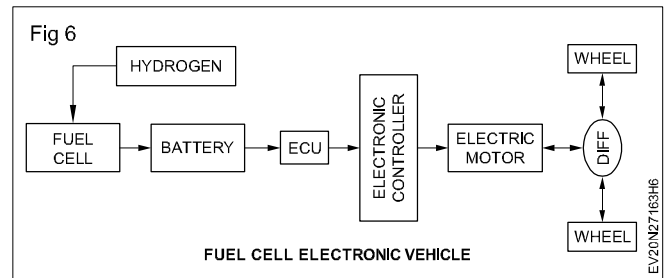 Fig 6
HYDROGEN
WHEEL
FUEL
CELL
BATTERY
ECU
ELECTRONIC
CONTROLLER
ELECTRIC
MOTOR
DIFF
WHEEL
FUEL CELL ELECTRONIC VEHICLE
EV20N27163H6